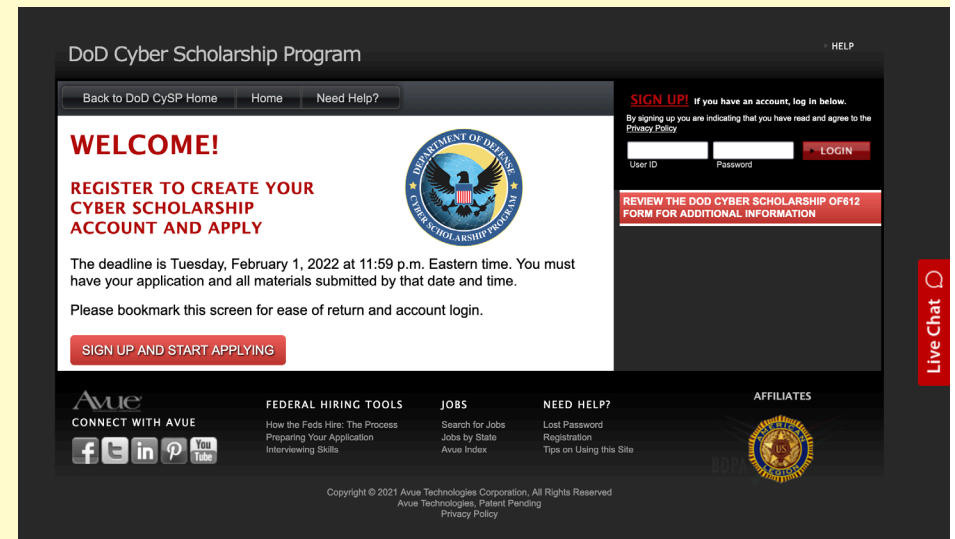 DoD Cyber Scholarship Program
HELP
Back to DoD CySP Home Home Need Help?
SIGN UP! If you have an account, log in below.
By signing up you are indicating that you have read and agree to the
Privacy Policy
LOGIN
User ID Password
WELCOME!
REGISTER TO CREATE YOUR
CYBER SCHOLARSHIP
ACCOUNT AND APPLY
DEPARTMENT OF DEFENSE
CYBER SCHOLARSHIP PROGRAM
REVIEW THE DOD CYBER SCHOLARSHIP OF612
FORM FOR ADDITIONAL INFORMATION
The deadline is Tuesday, February 1, 2022 at 11:59 p.m. Eastern time. You must
have your application and all materials submitted by that date and time.
Please bookmark this screen for ease of return and account login.
SIGN UP AND START APPLYING
Live Chat
AVUE
CONNECT WITH AVUE
You
Tube
FEDERAL HIRING TOOLS
How the Feds Hire: The Process
Preparing Your Application
Interviewing Skills
JOBS
Search for Jobs
Jobs by State
Avue Index
NEED HELP?
Lost Password
Registration
Tips on Using this Site
AFFILIATES
BDPA
AMERICAN
US
LEGION
Copyright © 2021 Avue Technologies Corporation, All Rights Reserved
Avue Technologies, Patent Pending
Privacy Policy